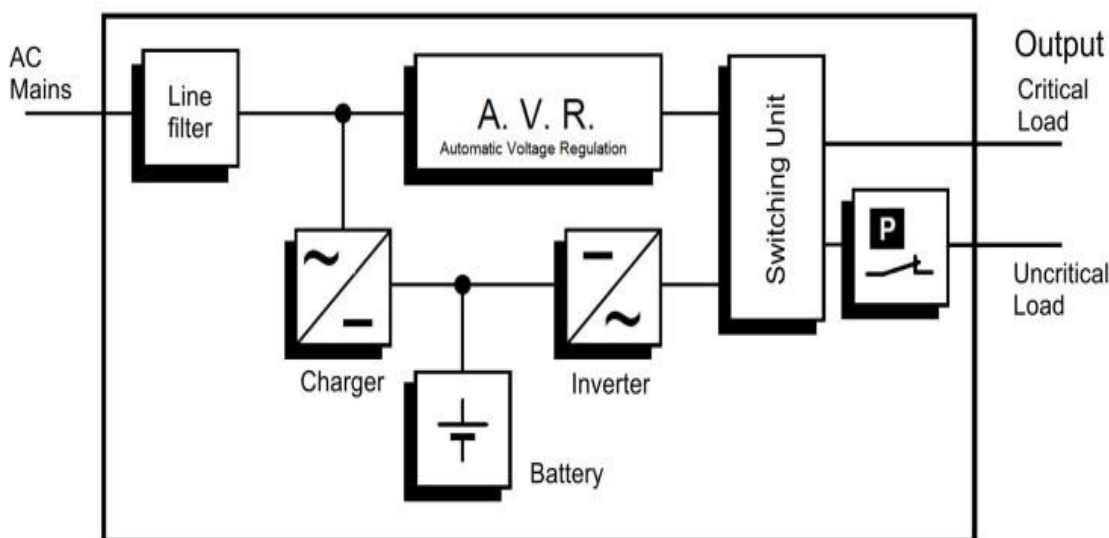 AC
Mains
Line
filter
A. V. R.
Automatic Voltage Regulation
Switching Unit
Output
Critical
Load
P
Uncritical
Load
Charger
Inverter
Battery